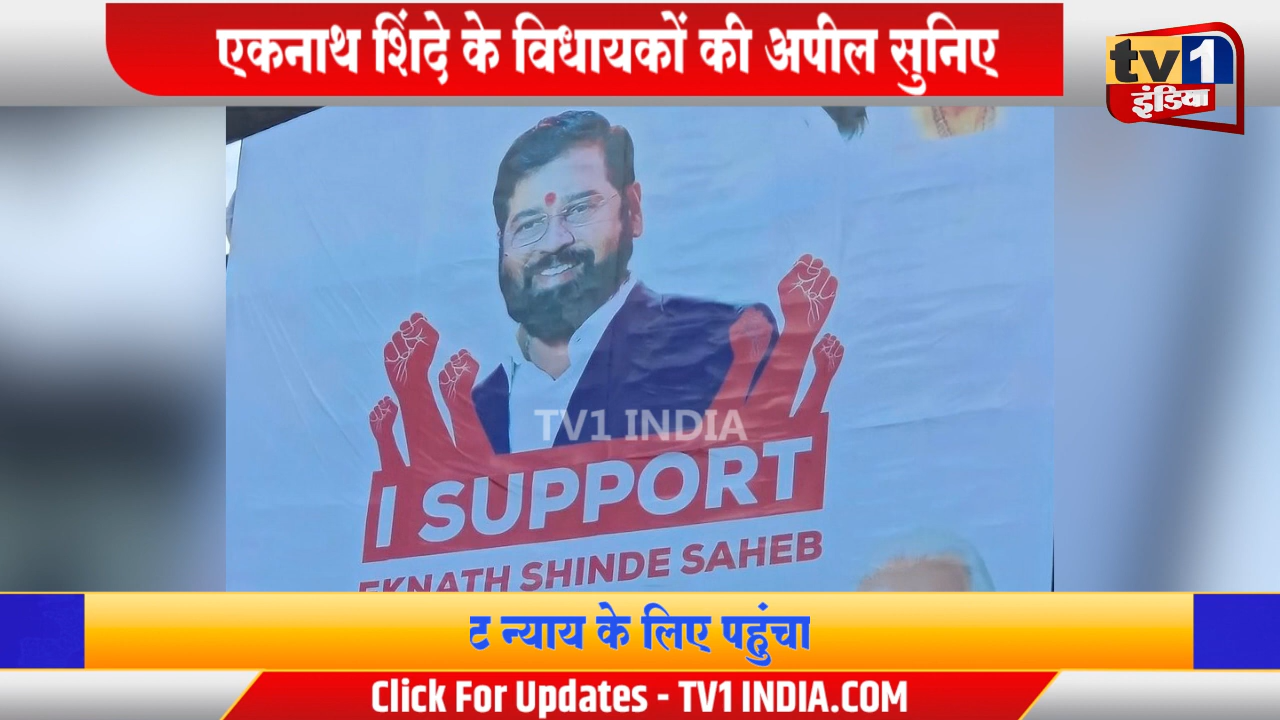 एकनाथ शिंदे के विधायकों की अपील सुनिए
tv1
इंडिया
TV1 INDIA
I SUPPORT
EKNATH SHINDE SAHEB
ट न्याय के लिए पहुंचा
Click For Updates - TV1 INDIA.COM